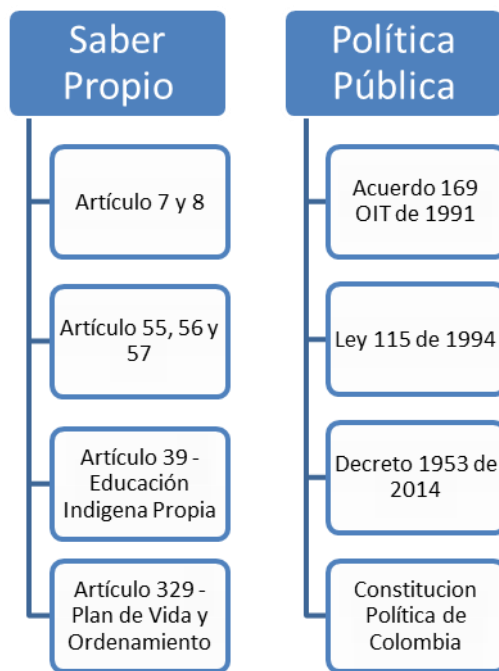 Saber
Propio
Artículo 7 y 8
Artículo 55, 56 y
57
Artículo 39 -
Educación
Indigena Propia
Artículo 329 -
Plan de Vida y
Ordenamiento
Política
Pública
Acuerdo 169
OIT de 1991
Ley 115 de 1994
Decreto 1953 de
2014
Constitucion
Política de
Colombia